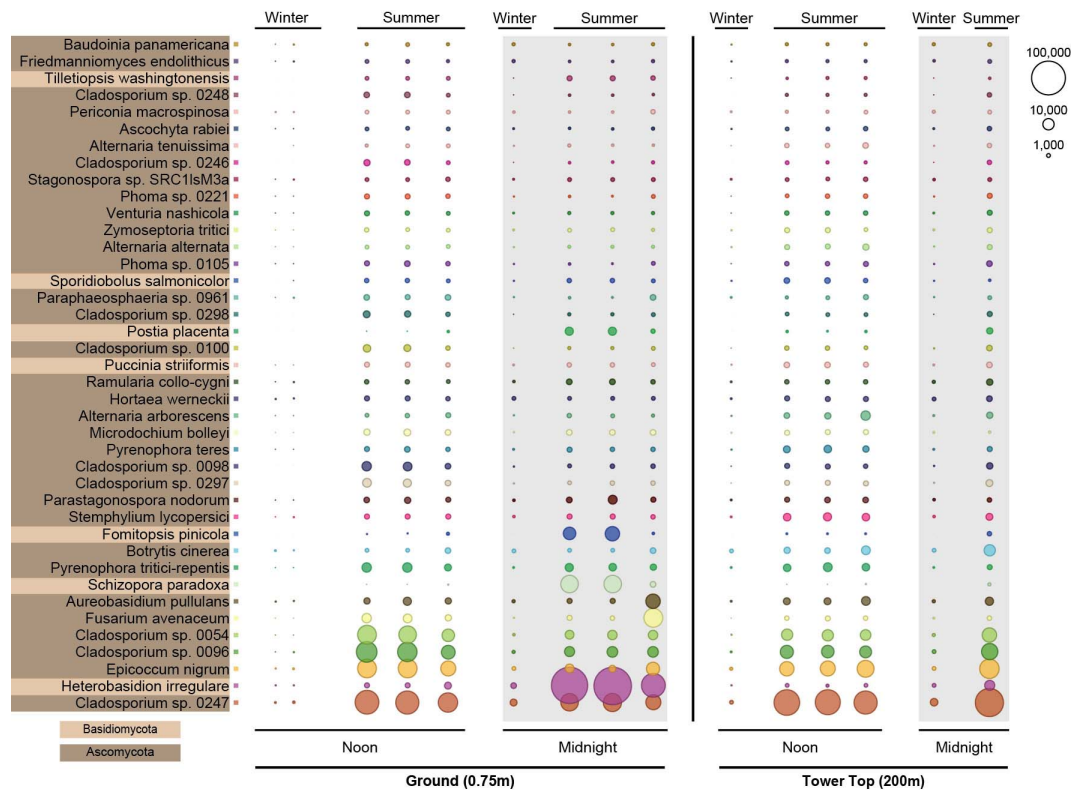 Winter Summer Winter Summer Winter Summer Winter Summer
Baudoinia panamericana
Friedmanniomyces endolithicus
Tilletiopsis washingtonensis
Cladosporium sp. 0248
Periconia macrospinosa
Ascochyta rabiei
Alternaria tenuissima
Cladosporium sp. 0246
Stagonospora sp. SRC1lsM3a
Phoma sp. 0221
Venturia nashicola
Zymoseptoria tritici
Alternaria alternata
Phoma sp. 0105
Sporidiobolus salmonicolor
Paraphaeosphaeria sp. 0961
Cladosporium sp. 0298
Postia placenta
Cladosporium sp. 0100
Puccinia striiformis
Ramularia collo-cygni
Hortaea werneckii
Alternaria arborescens
Microdochium bolleyi
Pyrenophora teres
Cladosporium sp. 0098
Cladosporium sp. 0297
Parastagonospora nodorum
Stemphylium lycopersici
Fomitopsis pinicola
Botrytis cinerea
Pyrenophora tritici-repentis
Schizopora paradoxa
Aureobasidium pullulans
Fusarium avenaceum
Cladosporium sp. 0054
Cladosporium sp. 0096
Epicoccum nigrum
Heterobasidion irregulare
Cladosporium sp. 0247
100,000
10,000
1,000
Basidiomycota
Ascomycota
Noon Midnight Noon Midnight
Ground (0.75m) Tower Top (200m)